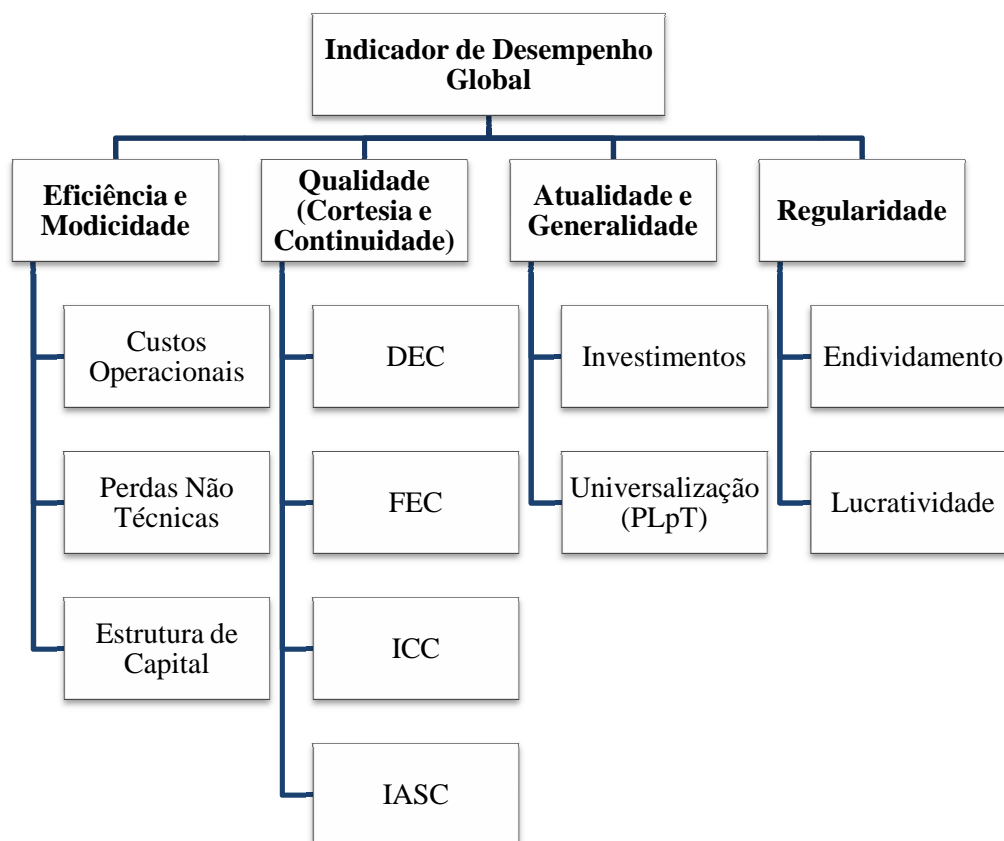 Indicador de Desempenho
Global
Eficiência e
Modicidade
Custos
Operacionais
Perdas Não
Técnicas
Estrutura de
Capital
Qualidade
(Cortesia e
Continuidade)
DEC
FEC
ICC
IASC
Atualidade e
Generalidade
Investimentos
Universalização
(PLpT)
Regularidade
Endividamento
Lucratividade